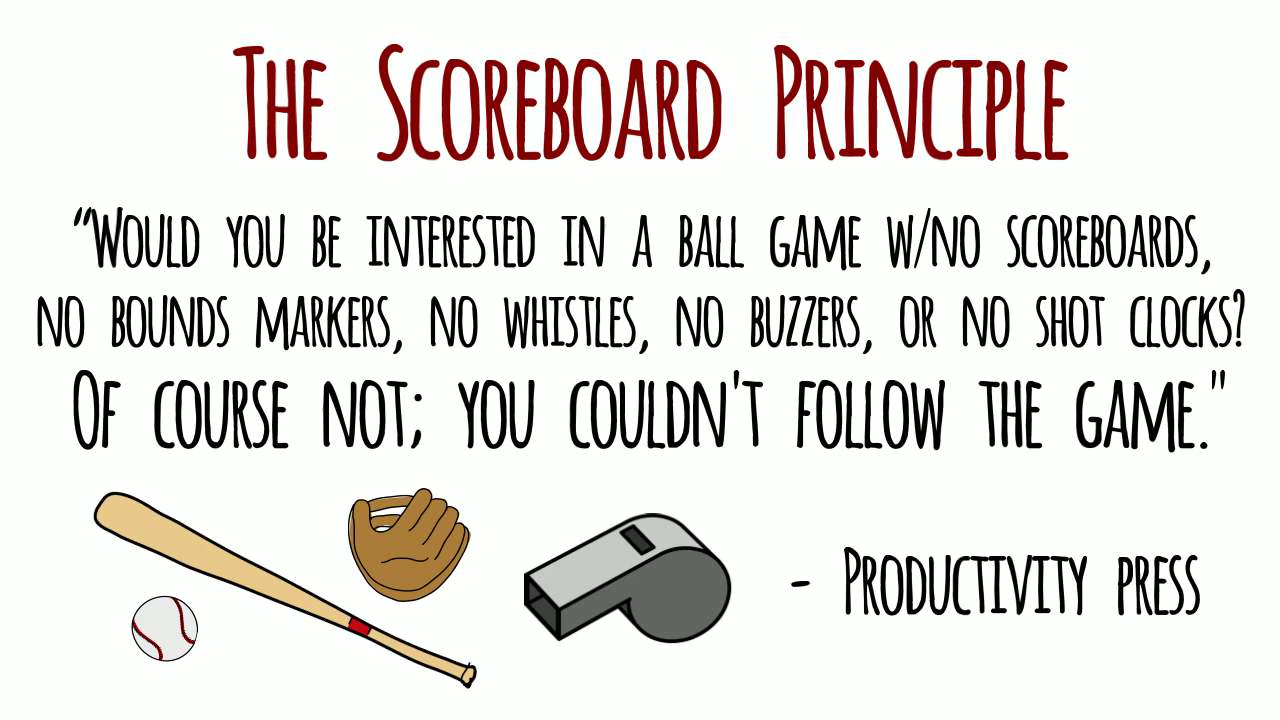 The Scoreboard Principle
“Would you be interested in a ball game w/no scoreboards,
no bounds markers, no whistles, no buzzers, or no shot clocks?
Of course not; you couldn't follow the game."
- Productivity press